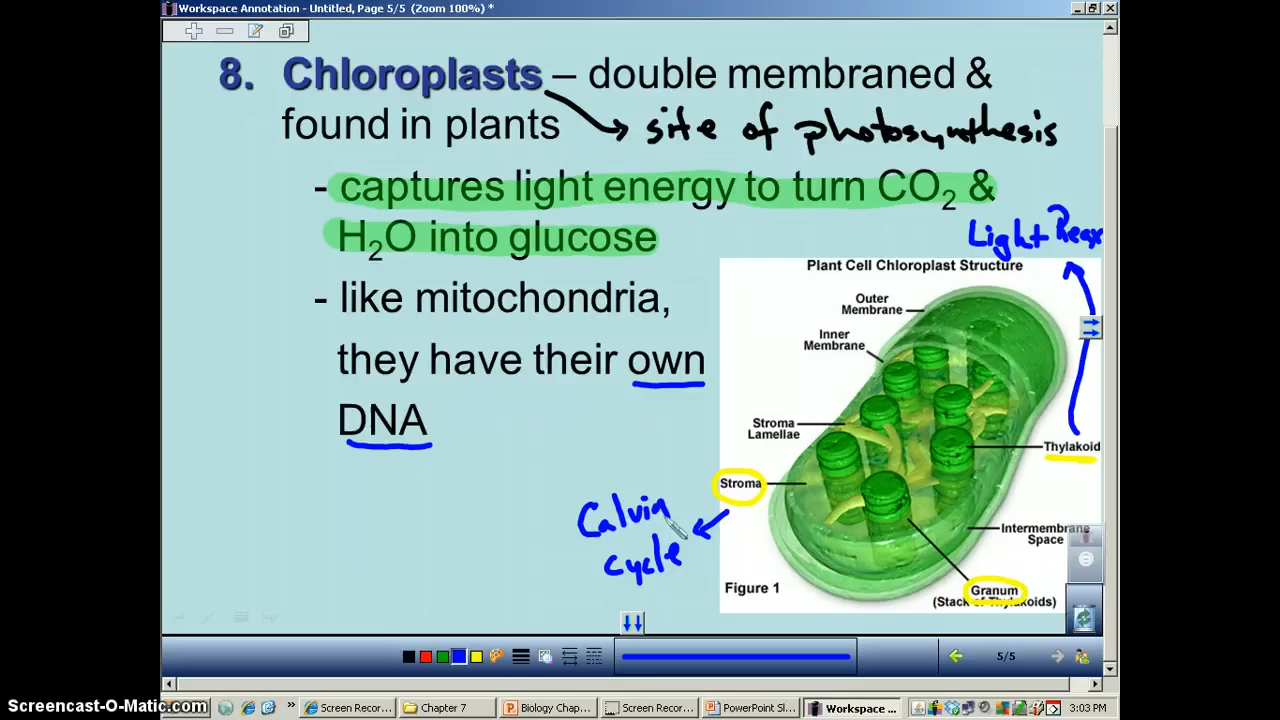 Workspace Annotation - Untitled, Page 5/5 (Zoom 100%) *
8. Chloroplasts – double membraned &
found in plants
site of photosynthesis
- captures light energy to turn CO2 &
H2O into glucose
Light Reax
- like mitochondria,
they have their own
DNA
Plant Cell Chloroplast Structure
Outer
Membrane
Inner
Membrane
Stroma
Lamellae
Thylakoid
Stroma
Calvin
cycle
Intermembrane
Space
Granum
(Stack of Thylakoids)
Figure 1
5/5
Screencast-O-Matic.com
»
Screen Recor...
Chapter 7
Biology Chap...
Screen Recor...
PowerPoint Sl...
Workspace ...
3:03 PM